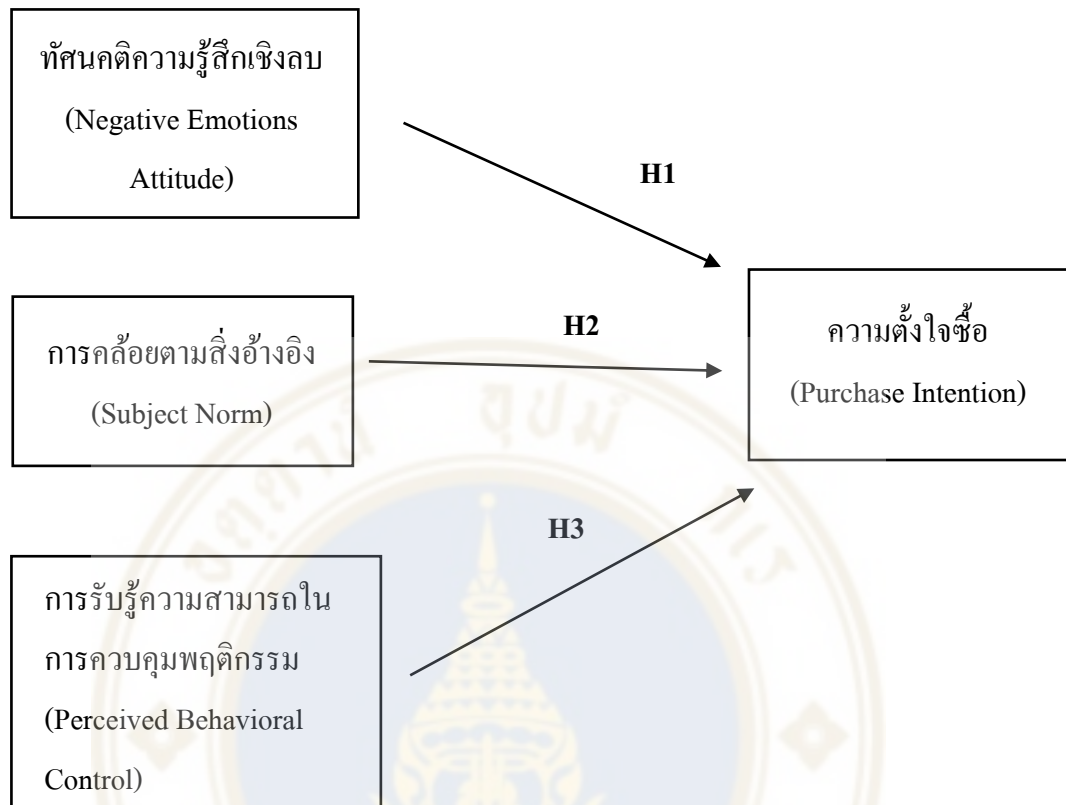 ทัศนคติความรู้สึกเชิงลบ
(Negative Emotions
Attitude)
H1
การคล้อยตามสิ่งอ้างอิง
(Subject Norm)
H2
ความตั้งใจซื้อ
(Purchase Intention)
H3
การรับรู้ความสามารถใน
การควบคุมพฤติกรรม
(Perceived Behavioral
Control)